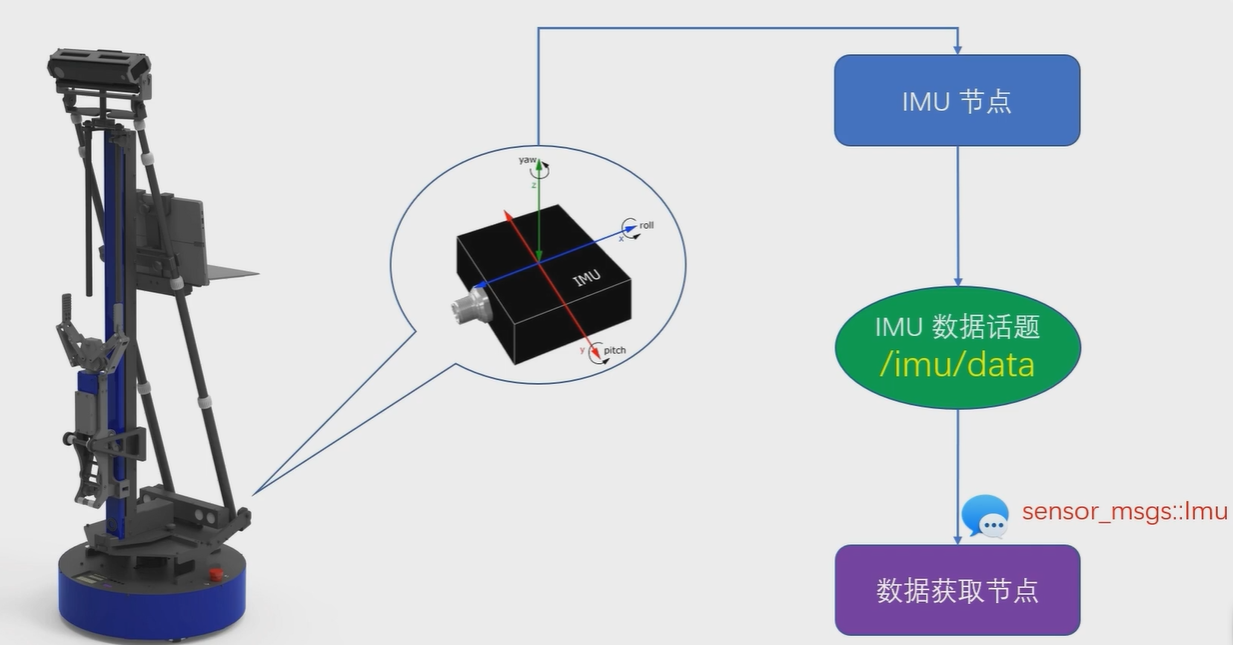 IMU 节点
yaw
z
roll
x
IMU
y
pitch
IMU 数据话题
/imu/data
sensor_msgs::Imu
数据获取节点